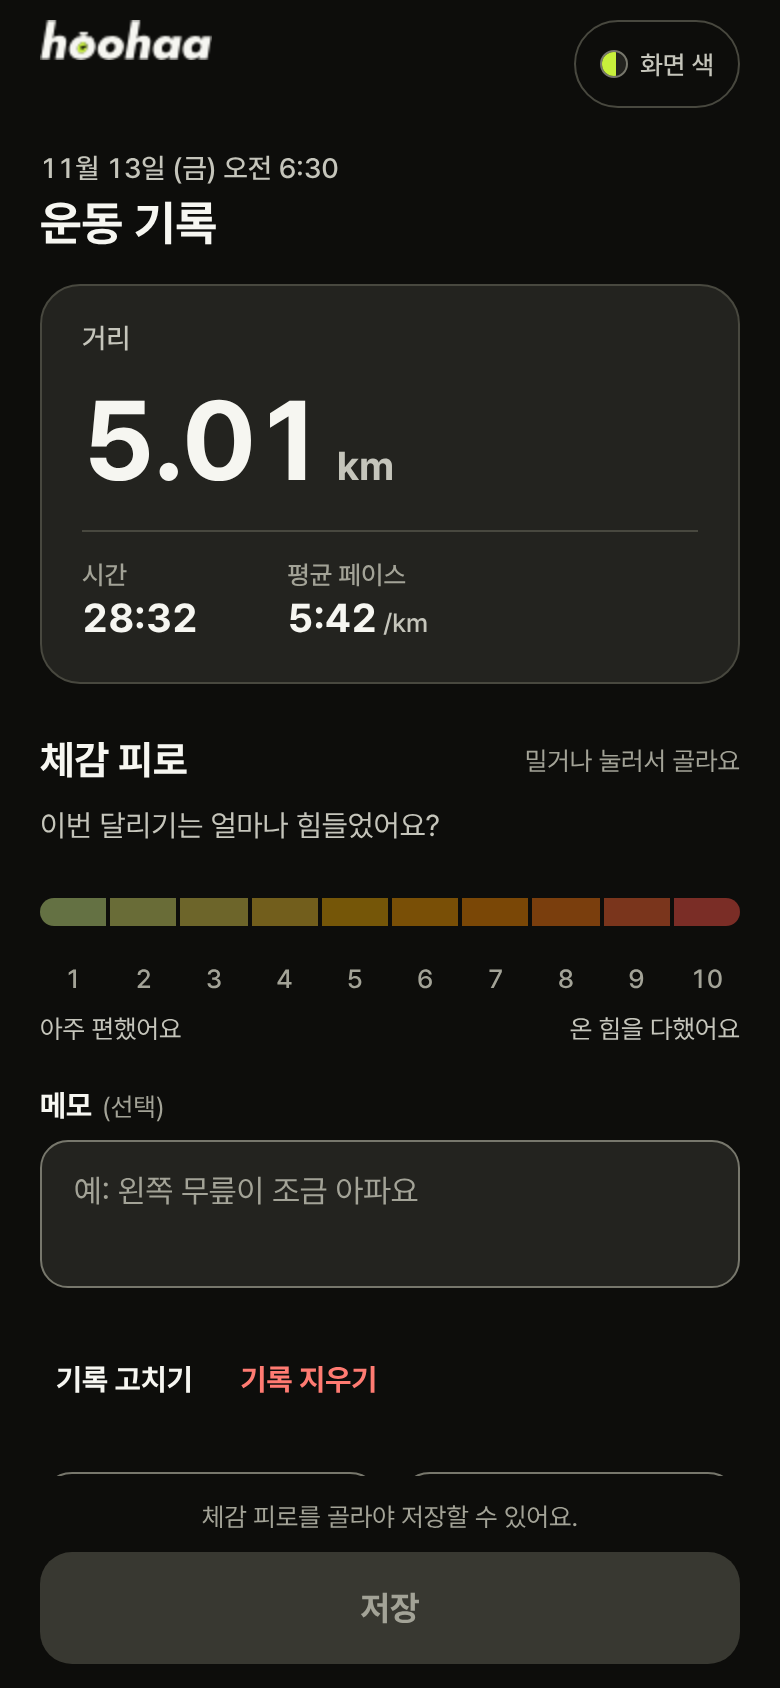 hoohaa
화면 색
11월 13일 (금) 오전 6:30
운동 기록
거리
5.01 km
시간 평균 페이스
28:32 5:42 /km
체감 피로 밀거나 눌러서 골라요
이번 달리기는 얼마나 힘들었어요?
1 2 3 4 5 6 7 8 9 10
아주 편했어요 온 힘을 다했어요
메모 (선택)
예: 왼쪽 무릎이 조금 아파요
기록 고치기 기록 지우기
체감 피로를 골라야 저장할 수 있어요.
저장